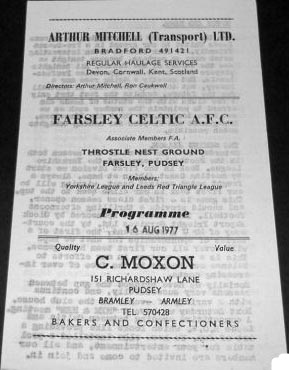 ARTHUR MITCHELL (Transport) LTD.
BRADFORD 491421
REGULAR HAULAGE SERVICES
Devon, Cornwall, Kent, Scotland
Directors: Arthur Mitchell, Ron Caukwell
FARSLEY CELTIC A.F.C.
Associate Members F.A.
THROSTLE NEST GROUND
FARSLEY, PUDSEY
Members:
Yorkshire League and Leeds Red Triangle League
Programme
16 AUG 1977
Quality Value
C. MOXON
151 RICHARDSHAW LANE
PUDSEY
BRAMLEY — ARMLEY
TEL. 570428
BAKERS AND CONFECTIONERS